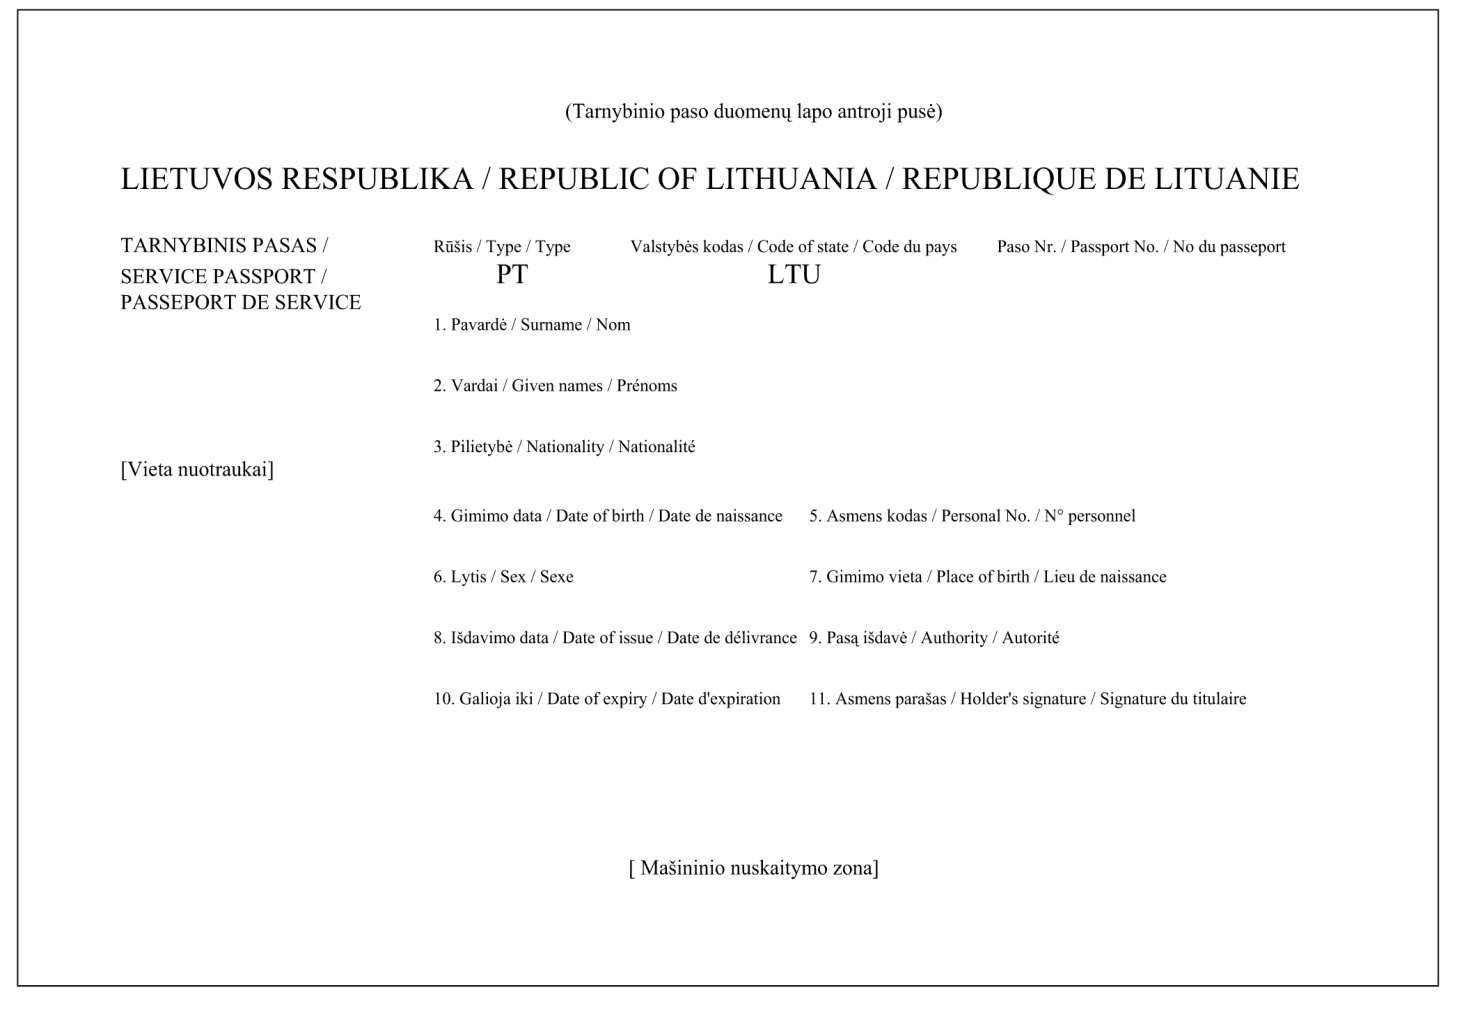 (Tarnybinio paso duomenų lapo antroji pusė)
LIETUVOS RESPUBLIKA / REPUBLIC OF LITHUANIA / REPUBLIQUE DE LITUANIE
TARNYBINIS PASAS /
SERVICE PASSPORT /
PASSEPORT DE SERVICE
Rūšis / Type / Type
PT
Valstybės kodas / Code of state / Code du pays
LTU
Paso Nr. / Passport No. / No du passeport
1. Pavardė / Surname / Nom
2. Vardai / Given names / Prénoms
3. Pilietybė / Nationality / Nationalité
[Vieta nuotraukai]
4. Gimimo data / Date of birth / Date de naissance
5. Asmens kodas / Personal No. / N° personnel
6. Lytis / Sex / Sexe
7. Gimimo vieta / Place of birth / Lieu de naissance
8. Išdavimo data / Date of issue / Date de délivrance
9. Pasą išdavė / Authority / Autorité
10. Galioja iki / Date of expiry / Date d'expiration
11. Asmens parašas / Holder's signature / Signature du titulaire
[ Mašininio nuskaitymo zona]